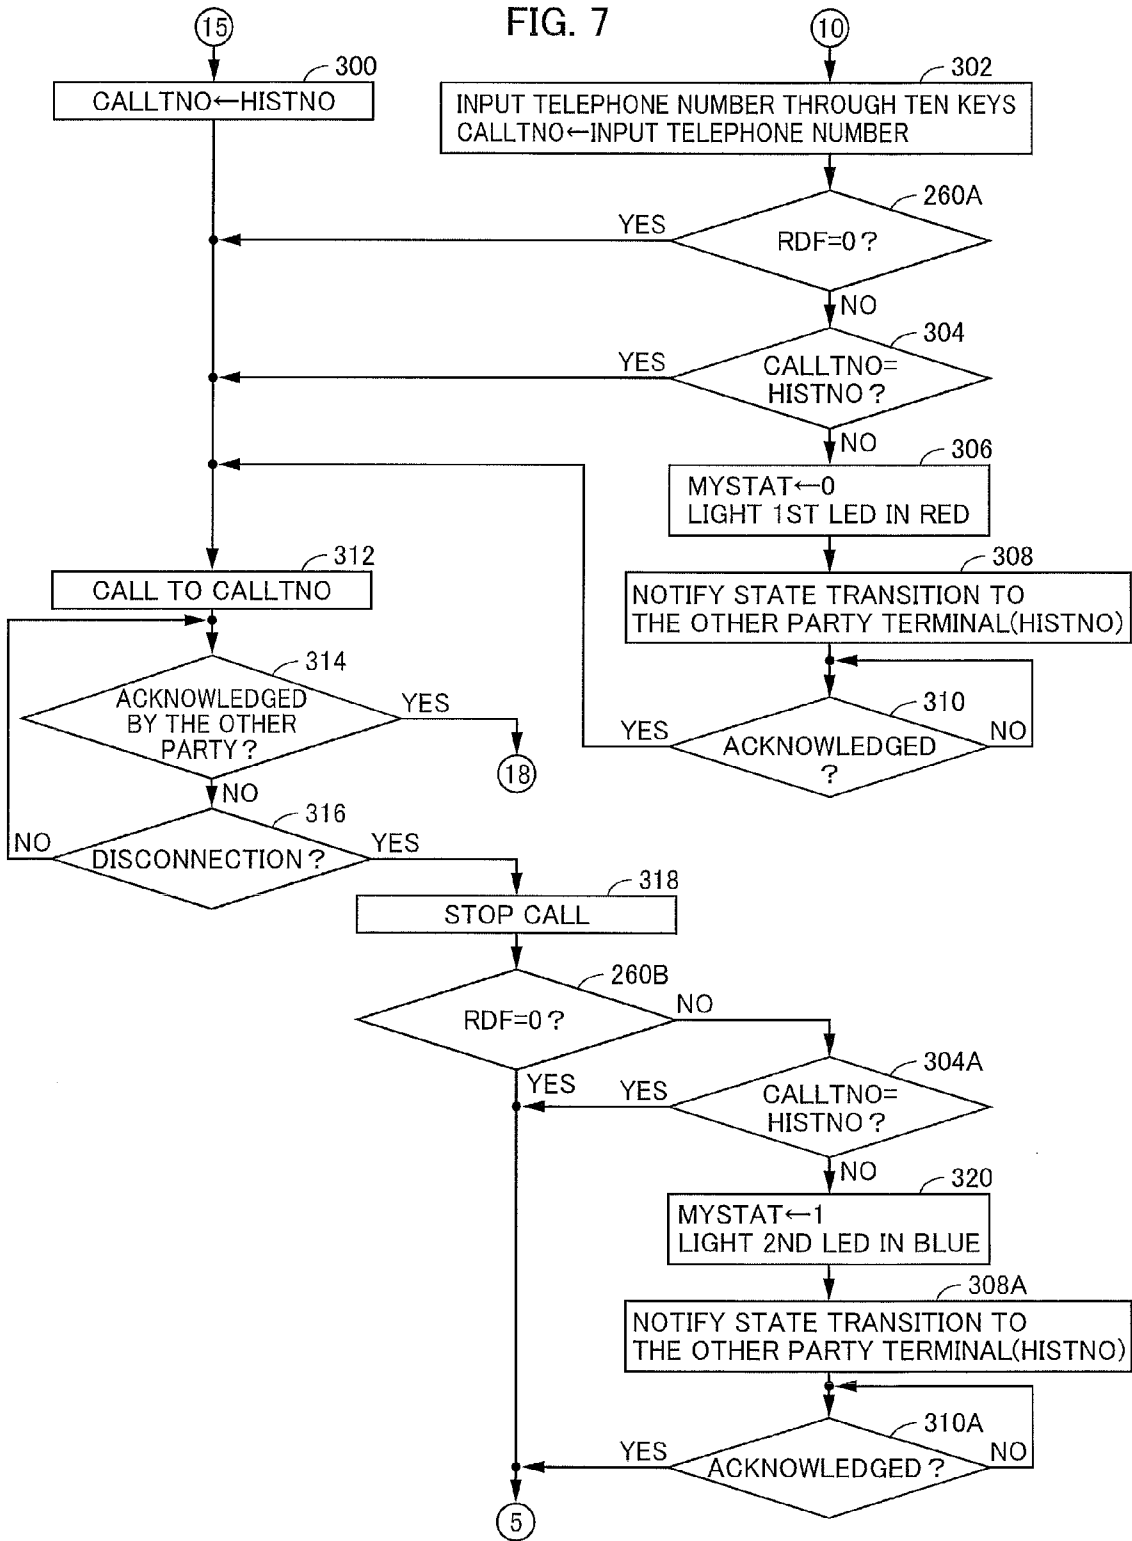 FIG. 7
15
10
300
CALLTNO←HISTNO
302
INPUT TELEPHONE NUMBER THROUGH TEN KEYS
CALLTNO←INPUT TELEPHONE NUMBER
260A
YES
RDF=0?
NO
304
YES
CALLTNO=
HISTNO?
NO
306
MYSTAT←0
LIGHT 1ST LED IN RED
312
CALL TO CALLTNO
308
NOTIFY STATE TRANSITION TO
THE OTHER PARTY TERMINAL(HISTNO)
314
ACKNOWLEDGED
BY THE OTHER
PARTY?
YES
18
NO
310
YES
ACKNOWLEDGED
?
NO
316
NO
DISCONNECTION?
YES
318
STOP CALL
260B
RDF=0?
NO
YES
304A
YES
CALLTNO=
HISTNO?
NO
320
MYSTAT←1
LIGHT 2ND LED IN BLUE
308A
NOTIFY STATE TRANSITION TO
THE OTHER PARTY TERMINAL(HISTNO)
310A
YES
ACKNOWLEDGED?
NO
5